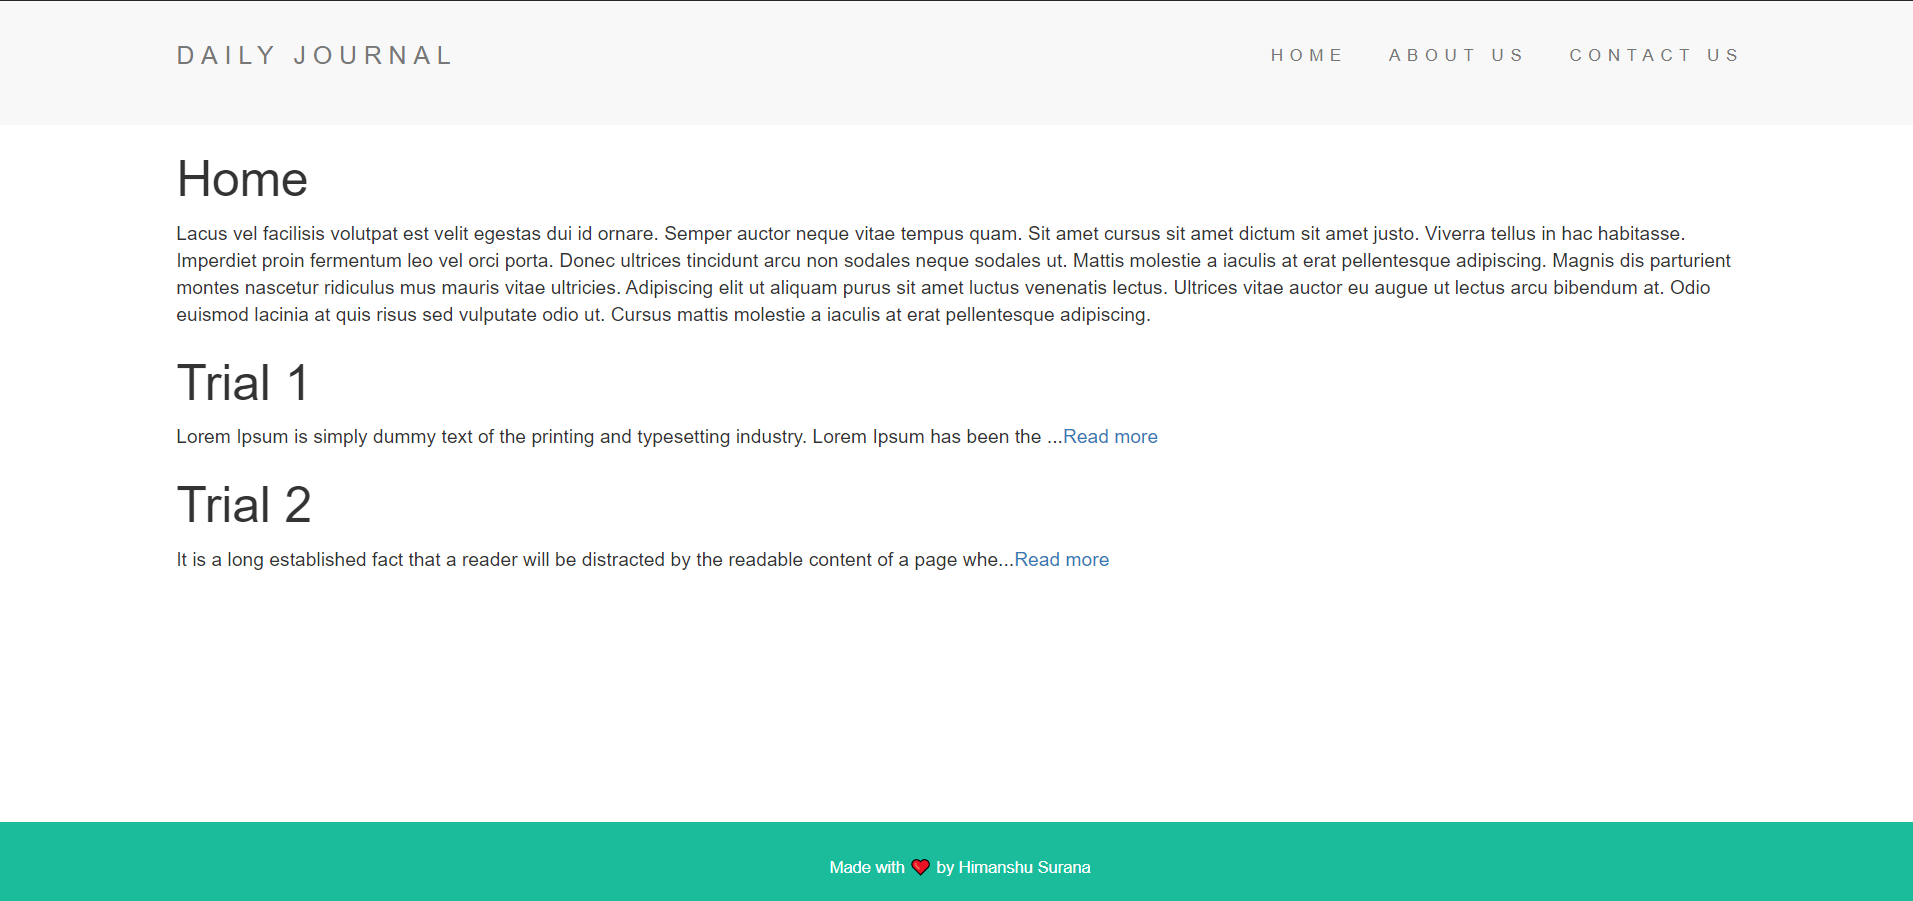 DAILY JOURNAL
HOME ABOUT US CONTACT US
Home
Lacus vel facilisis volutpat est velit egestas dui id ornare. Semper auctor neque vitae tempus quam. Sit amet cursus sit amet dictum sit amet justo. Viverra tellus in hac habitasse.
Imperdiet proin fermentum leo vel orci porta. Donec ultrices tincidunt arcu non sodales neque sodales ut. Mattis molestie a iaculis at erat pellentesque adipiscing. Magnis dis parturient
montes nascetur ridiculus mus mauris vitae ultricies. Adipiscing elit ut aliquam purus sit amet luctus venenatis lectus. Ultrices vitae auctor eu augue ut lectus arcu bibendum at. Odio
euismod lacinia at quis risus sed vulputate odio ut. Cursus mattis molestie a iaculis at erat pellentesque adipiscing.
Trial 1
Lorem Ipsum is simply dummy text of the printing and typesetting industry. Lorem Ipsum has been the ...Read more
Trial 2
It is a long established fact that a reader will be distracted by the readable content of a page whe...Read more
Made with ❤ by Himanshu Surana